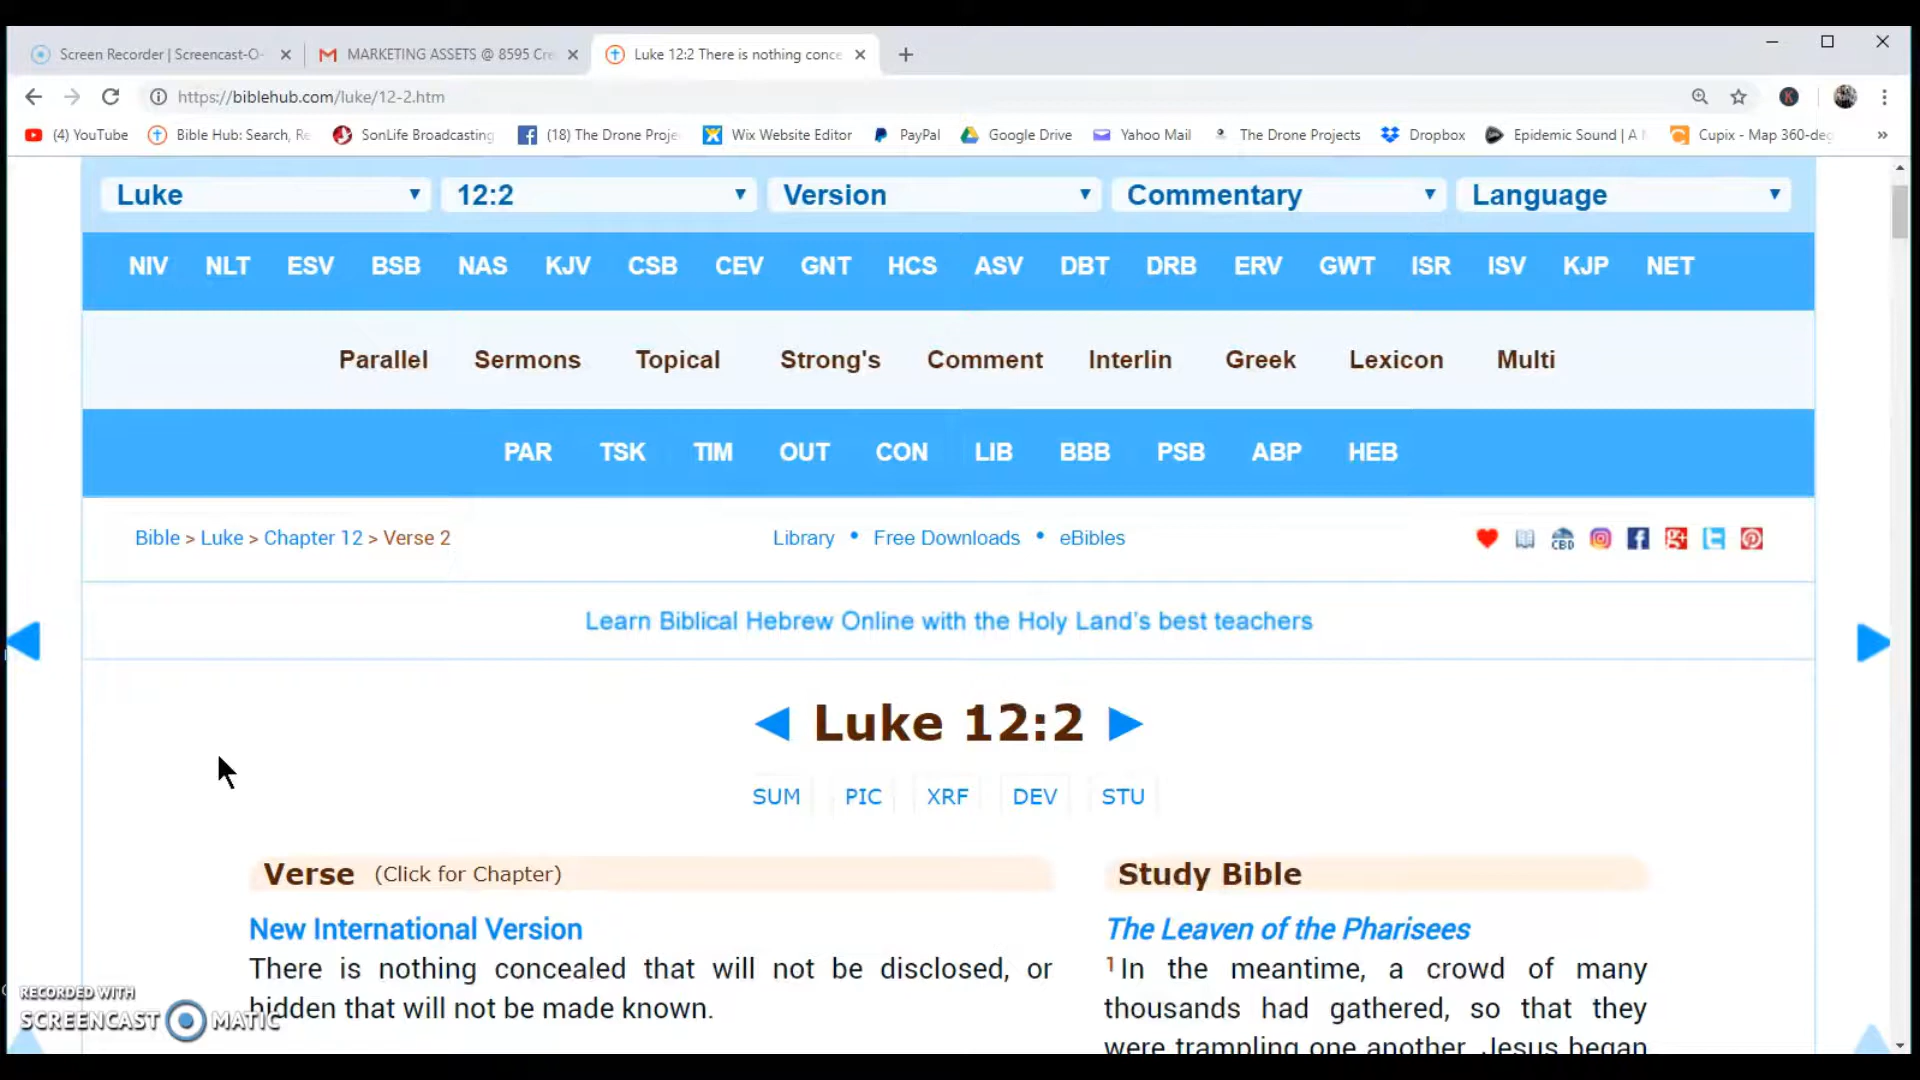 Screen Recorder | Screencast-O-
MARKETING ASSETS @ 8595 Cre
Luke 12:2 There is nothing conce
https://biblehub.com/luke/12-2.htm
(4) YouTube Bible Hub: Search, Re SonLife Broadcasting (18) The Drone Proje Wix Website Editor PayPal Google Drive Yahoo Mail The Drone Projects Dropbox Epidemic Sound | A Cupix - Map 360-deg »
Luke 12:2 Version Commentary Language
NIV NLT ESV BSB NAS KJV CSB CEV GNT HCS ASV DBT DRB ERV GWT ISR ISV KJP NET
Parallel Sermons Topical Strong's Comment Interlin Greek Lexicon Multi
PAR TSK TIM OUT CON LIB BBB PSB ABP HEB
Bible > Luke > Chapter 12 > Verse 2
Library • Free Downloads • eBibles
CBD
Learn Biblical Hebrew Online with the Holy Land's best teachers
Luke 12:2
SUM PIC XRF DEV STU
Verse (Click for Chapter)
New International Version
There is nothing concealed that will not be disclosed, or
hidden that will not be made known.
Study Bible
The Leaven of the Pharisees
1 In the meantime, a crowd of many
thousands had gathered, so that they
were trampling one another. Jesus began
RECORDED WITH
SCREENCAST MATIC